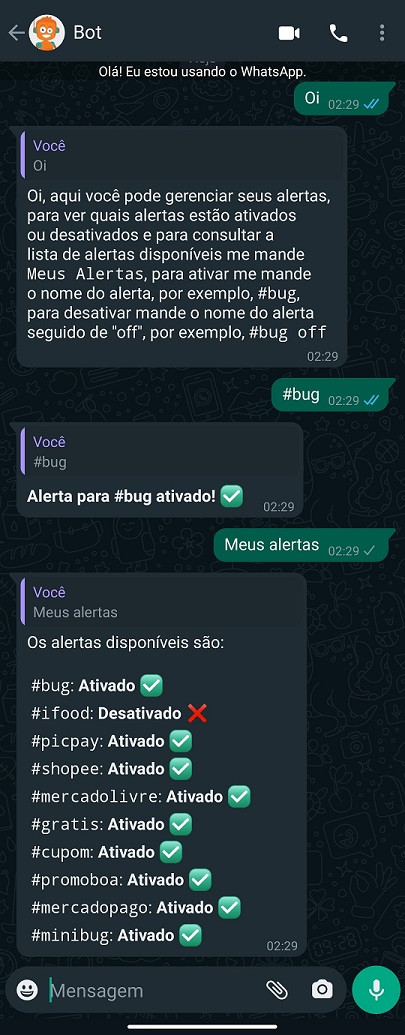 Bot
Olá! Eu estou usando o WhatsApp.
Oi 02:29
Você
Oi
Oi, aqui você pode gerenciar seus alertas,
para ver quais alertas estão ativados
ou desativados e para consultar a
lista de alertas disponíveis me mande
Meus Alertas, para ativar me mande
o nome do alerta, por exemplo, #bug,
para desativar mande o nome do alerta
seguido de "off", por exemplo, #bug off
02:29
#bug 02:29
Você
#bug
Alerta para #bug ativado! ✅
02:29
Meus alertas 02:29
Você
Meus alertas
Os alertas disponíveis são:
#bug: Ativado ✅
#ifood: Desativado ❌
#picpay: Ativado ✅
#shopee: Ativado ✅
#mercadolivre: Ativado ✅
#gratis: Ativado ✅
#cupom: Ativado ✅
#promoboa: Ativado ✅
#mercadopago: Ativado ✅
#minibug: Ativado ✅
02:29
Mensagem